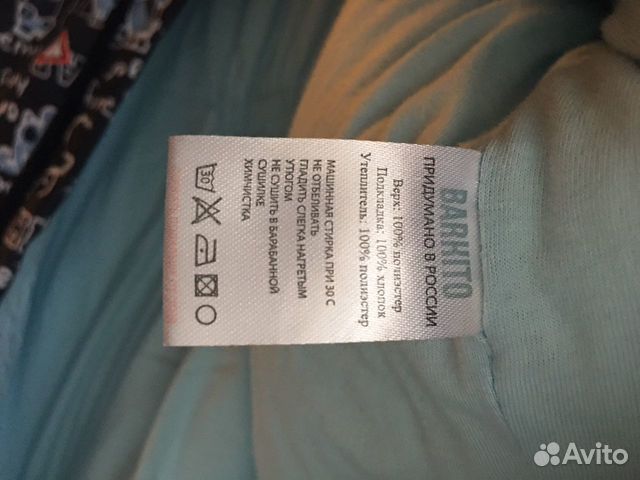 BARHITO
ПРИДУМАНО В РОССИИ
Верх: 100% полиэстер
Подкладка: 100% хлопок
Утеплитель: 100% полиэстер
МАШИННАЯ СТИРКА ПРИ 30 С
НЕ ОТБЕЛИВАТЬ
ГЛАДИТЬ СЛЕГКА НАГРЕТЫМ
УТЮГОМ
НЕ СУШИТЬ В БАРАБАННОЙ
СУШИЛКЕ
ХИМЧИСТКА
30°
Avito